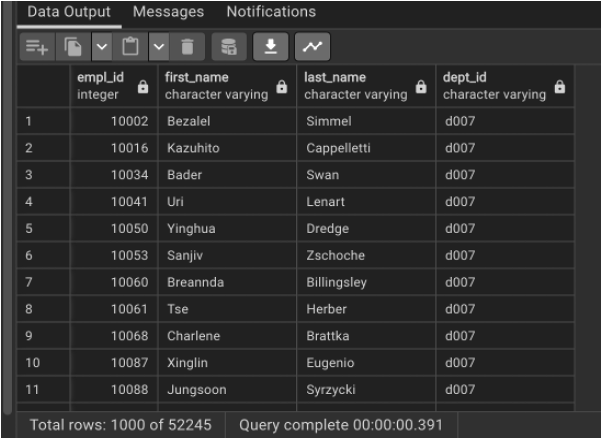 Data Output Messages Notifications
empl_id first_name last_name dept_id
integer character varying character varying character varying
1 10002 Bezalel Simmel d007
2 10016 Kazuhito Cappelletti d007
3 10034 Bader Swan d007
4 10041 Uri Lenart d007
5 10050 Yinghua Dredge d007
6 10053 Sanjiv Zschoche d007
7 10060 Breannda Billingsley d007
8 10061 Tse Herber d007
9 10068 Charlene Brattka d007
10 10087 Xinglin Eugenio d007
11 10088 Jungsoon Syrzycki d007
Total rows: 1000 of 52245 Query complete 00:00:00.391